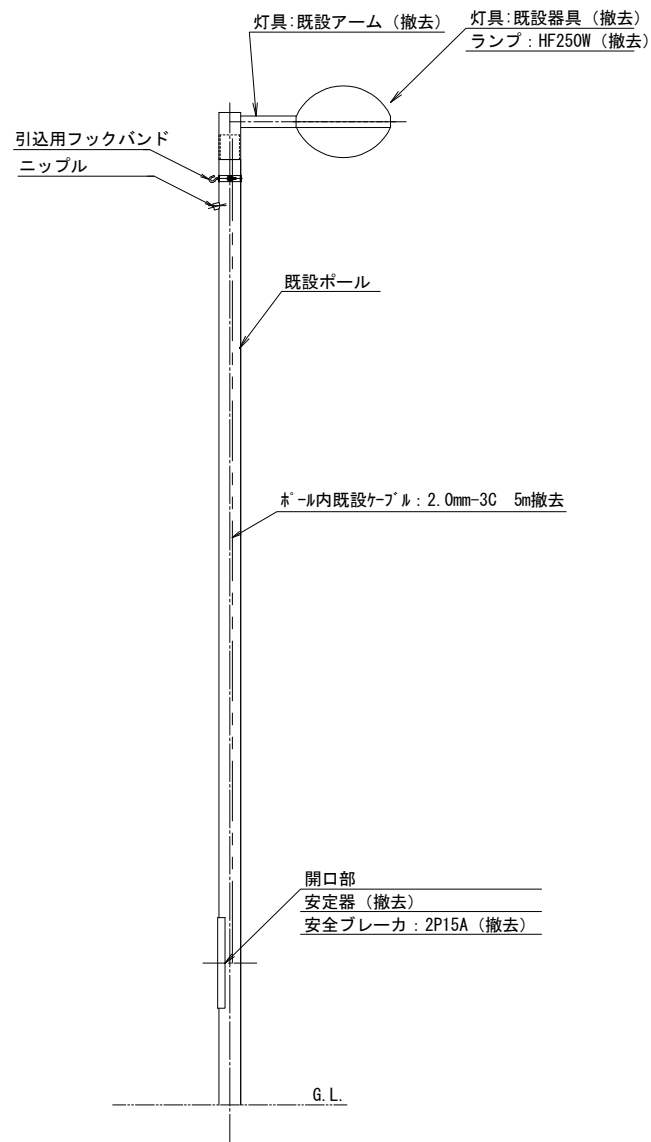 灯具:既設アーム（撤去）
灯具:既設器具（撤去）
ランプ：HF250W（撤去）
引込用フックバンド
ニップル
既設ポール
ﾎﾟｰﾙ内既設ｹｰﾌﾞﾙ：2.0mm-3C　5m撤去
開口部
安定器（撤去）
安全ブレーカ：2P15A（撤去）
G.L.